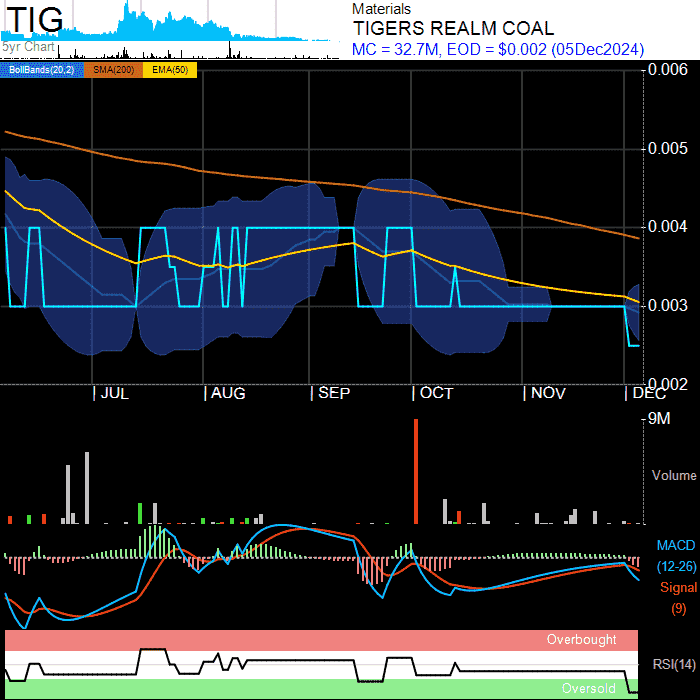 TIG
5yr Chart
Materials
TIGERS REALM COAL
MC = 32.7M, EOD = $0.002 (05Dec2024)
BollBands(20,2) SMA(200) EMA(50)
0.006
0.005
0.004
0.003
0.002
JUL AUG SEP OCT NOV DEC
9M
Volume
MACD
(12-26)
Signal
(9)
Overbought
RSI(14)
Oversold